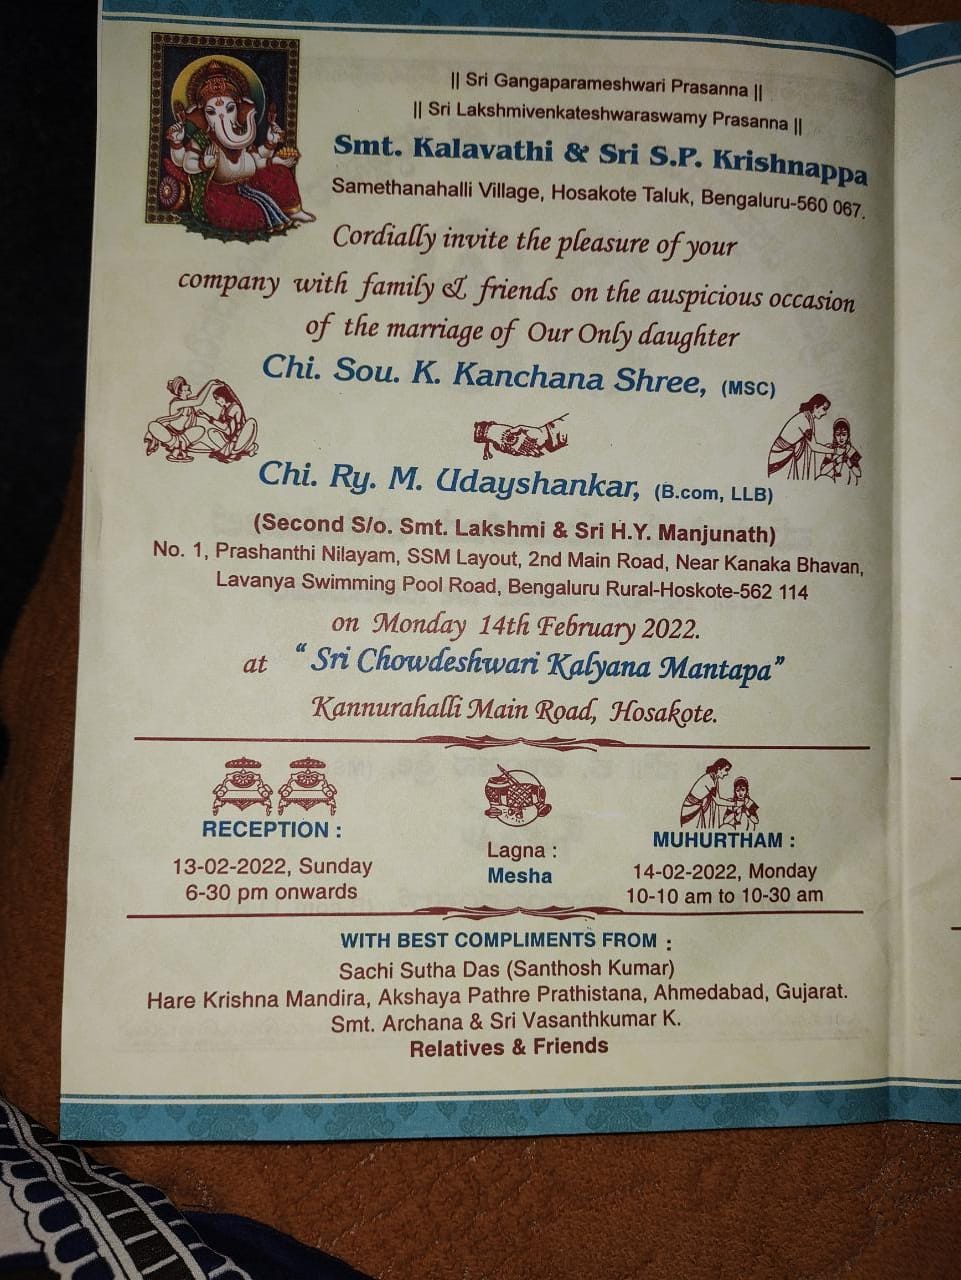 || Sri Gangaparameshwari Prasanna ||
|| Sri Lakshmivenkateshwaraswamy Prasanna ||
Smt. Kalavathi & Sri S.P. Krishnappa
Samethanahalli Village, Hosakote Taluk, Bengaluru-560 067.
Cordially invite the pleasure of your
company with family & friends on the auspicious occasion
of the marriage of Our Only daughter
Chi. Sou. K. Kanchana Shree, (MSC)
Chi. Ry. M. Udayshankar, (B.com, LLB)
(Second S/o. Smt. Lakshmi & Sri H.Y. Manjunath)
No. 1, Prashanthi Nilayam, SSM Layout, 2nd Main Road, Near Kanaka Bhavan,
Lavanya Swimming Pool Road, Bengaluru Rural-Hoskote-562 114
on Monday 14th February 2022.
at "Sri Chowdeshwari Kalyana Mantapa"
Kannurahalli Main Road, Hosakote.
RECEPTION :
13-02-2022, Sunday
6-30 pm onwards
Lagna :
Mesha
MUHURTHAM :
14-02-2022, Monday
10-10 am to 10-30 am
WITH BEST COMPLIMENTS FROM :
Sachi Sutha Das (Santhosh Kumar)
Hare Krishna Mandira, Akshaya Pathre Prathistana, Ahmedabad, Gujarat.
Smt. Archana & Sri Vasanthkumar K.
Relatives & Friends